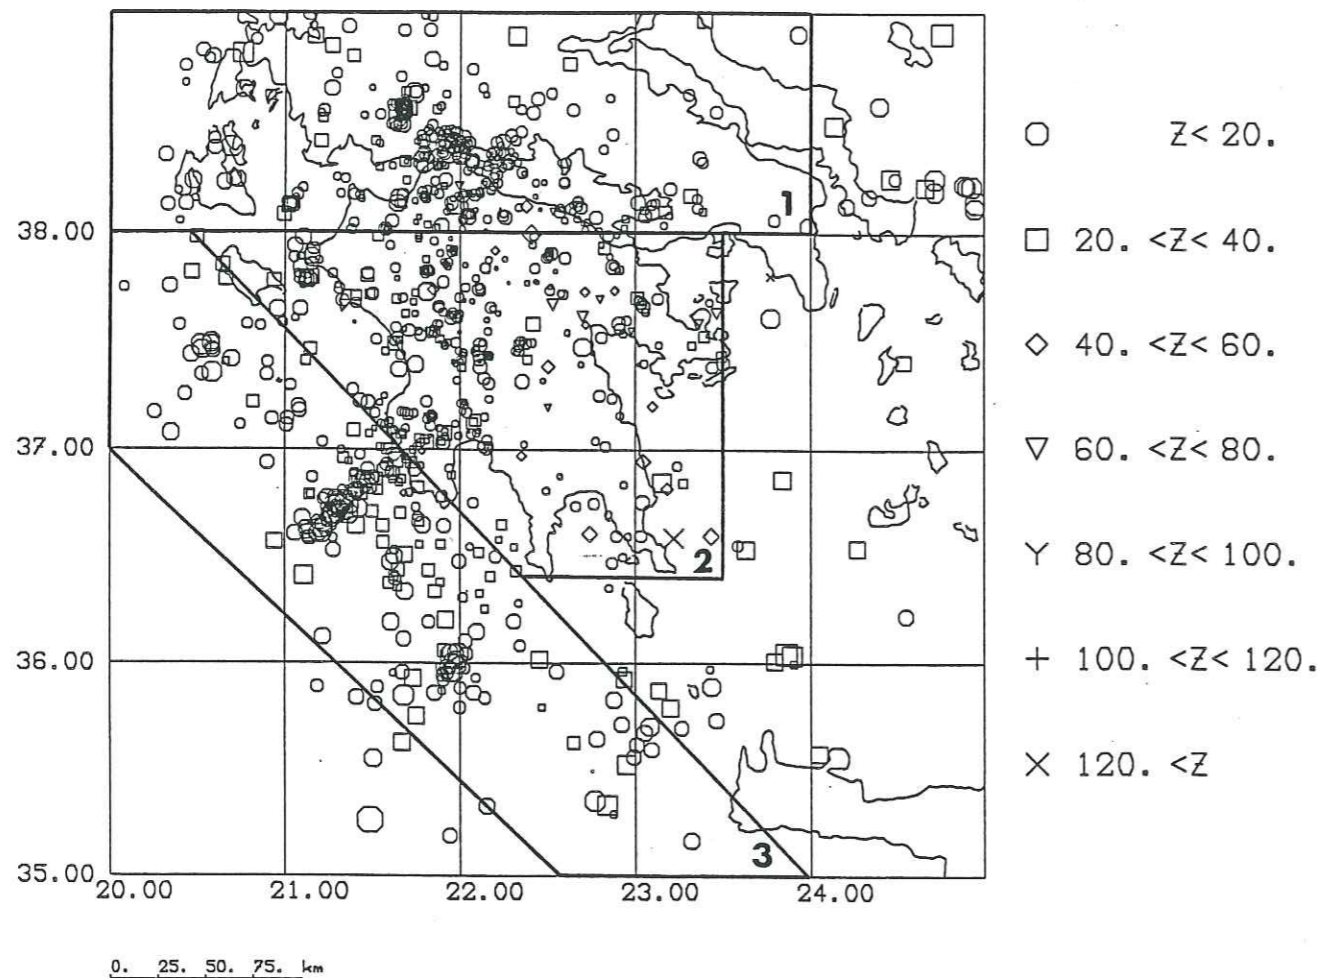 Z< 20.
1
38.00
20. <Z< 40.
40. <Z< 60.
37.00
60. <Z< 80.
2
80. <Z< 100.
36.00
100. <Z< 120.
120. <Z
3
35.00
20.00 21.00 22.00 23.00 24.00
0. 25. 50. 75. km